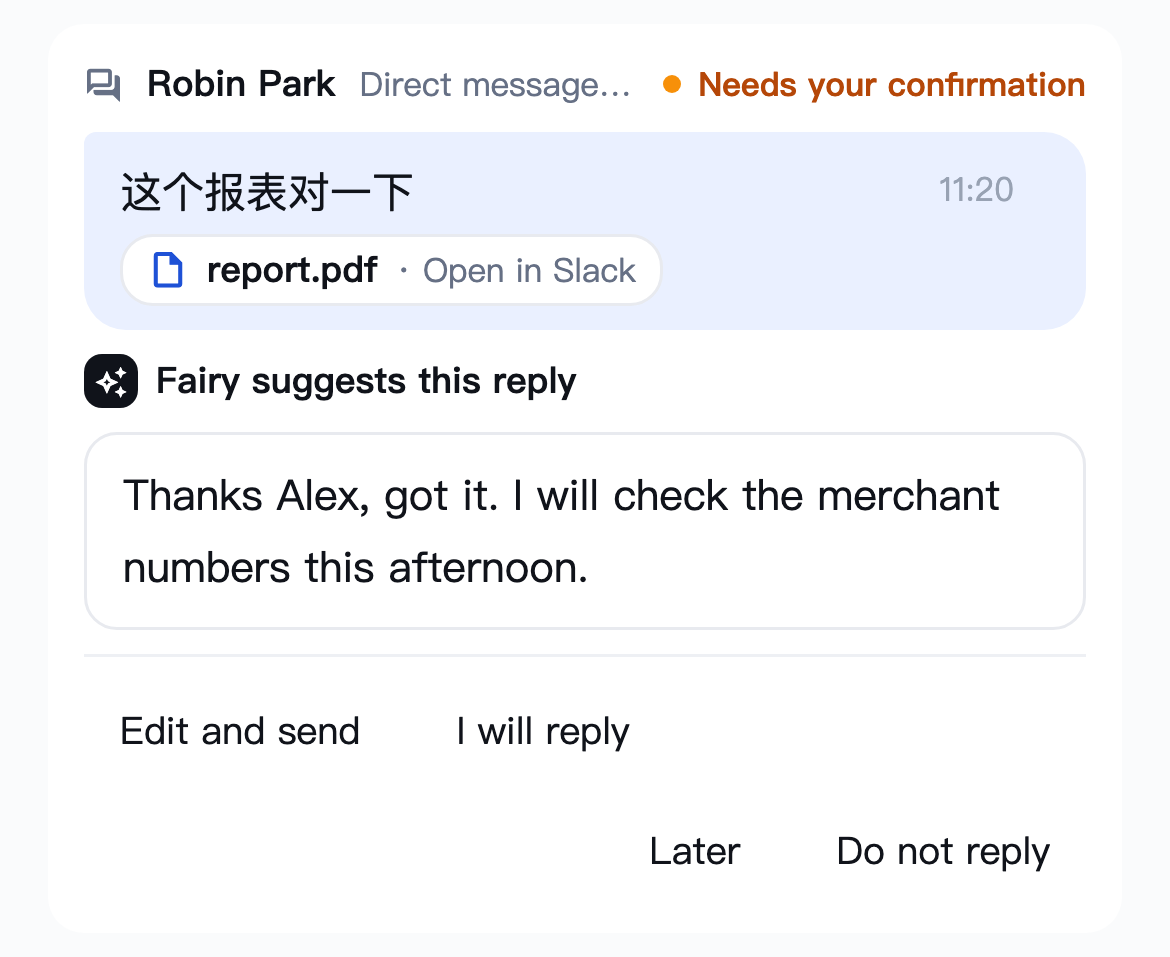 Robin Park Direct message… Needs your confirmation
这个报表对一下 11:20
report.pdf · Open in Slack
Fairy suggests this reply
Thanks Alex, got it. I will check the merchant
numbers this afternoon.
Edit and send I will reply
Later Do not reply